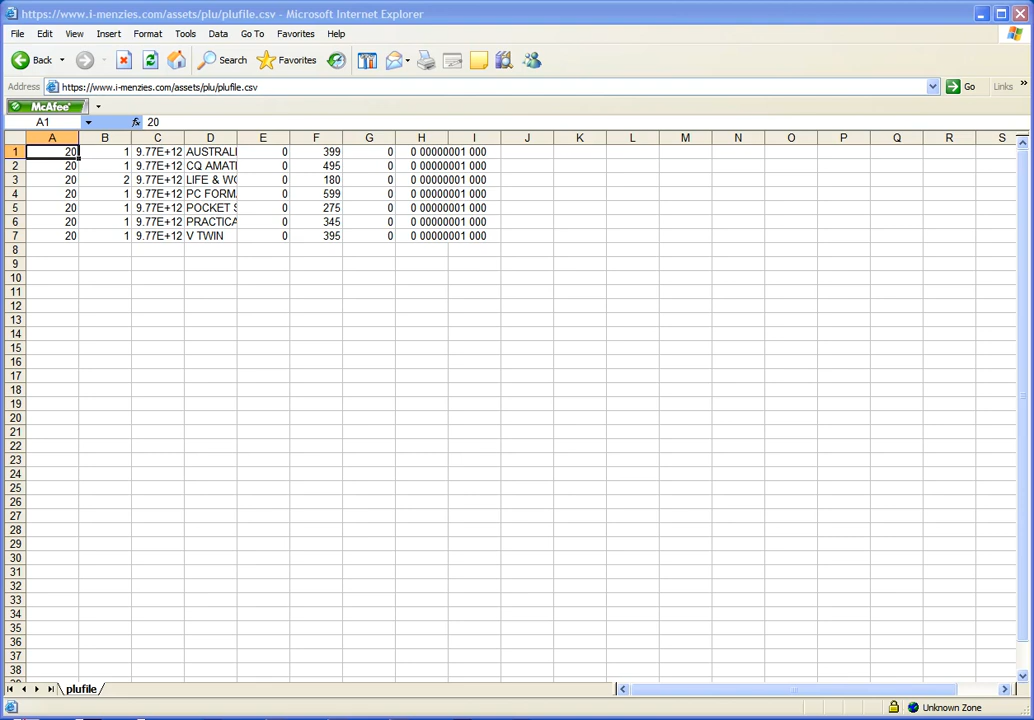 https://www.i-menzies.com/assets/plu/plufile.csv - Microsoft Internet Explorer
File Edit View Insert Format Tools Data Go To Favorites Help
Back Search Favorites
Address https://www.i-menzies.com/assets/plu/plufile.csv Go Links »
McAfee
A1 fx 20
A B C D E F G H I J K L M N O P Q R S
1 20 1 9.77E+12 AUSTRALI 0 399 0 0 00000001 000
2 20 1 9.77E+12 CQ AMATI 0 495 0 0 00000001 000
3 20 2 9.77E+12 LIFE & WO 0 180 0 0 00000001 000
4 20 1 9.77E+12 PC FORM 0 599 0 0 00000001 000
5 20 1 9.77E+12 POCKET S 0 275 0 0 00000001 000
6 20 1 9.77E+12 PRACTICA 0 345 0 0 00000001 000
7 20 1 9.77E+12 V TWIN 0 395 0 0 00000001 000
8
9
10
11
12
13
14
15
16
17
18
19
20
21
22
23
24
25
26
27
28
29
30
31
32
33
34
35
36
37
38
plufile
Unknown Zone